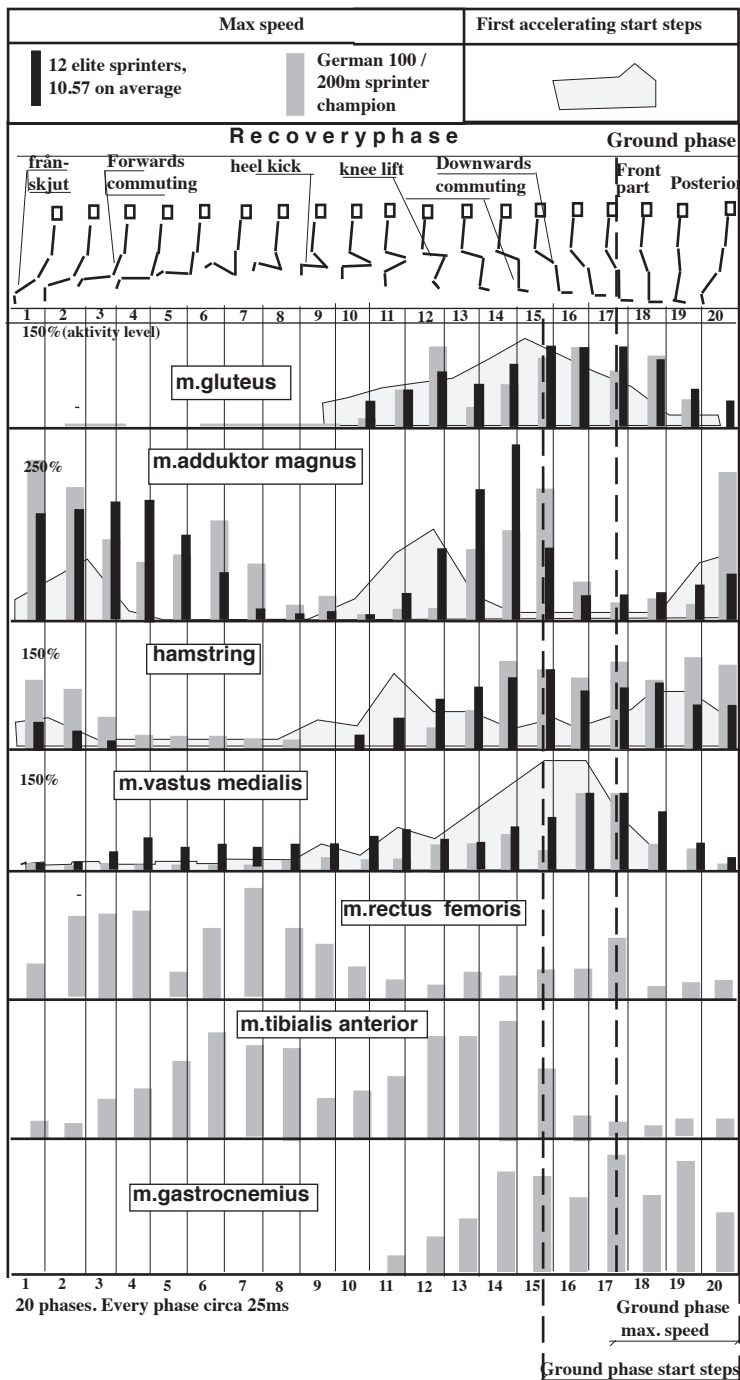 Max speed
First accelerating start steps
12 elite sprinters,
10.57 on average
German 100 /
200m sprinter
champion
Recoveryphase
Ground phase
från-
skjut
Forwards
commuting
heel kick
knee lift
Downwards
commuting
Front
part
Posterior
1 2 3 4 5 6 7 8 9 10 11 12 13 14 15 16 17 18 19 20
150% (aktivity level)
m.gluteus
250%
m.adduktor magnus
150%
hamstring
150%
m.vastus medialis
m.rectus femoris
m.tibialis anterior
m.gastrocnemius
1 2 3 4 5 6 7 8 9 10 11 12 13 14 15 16 17 18 19 20
20 phases. Every phase circa 25ms
Ground phase
max. speed
Ground phase start steps